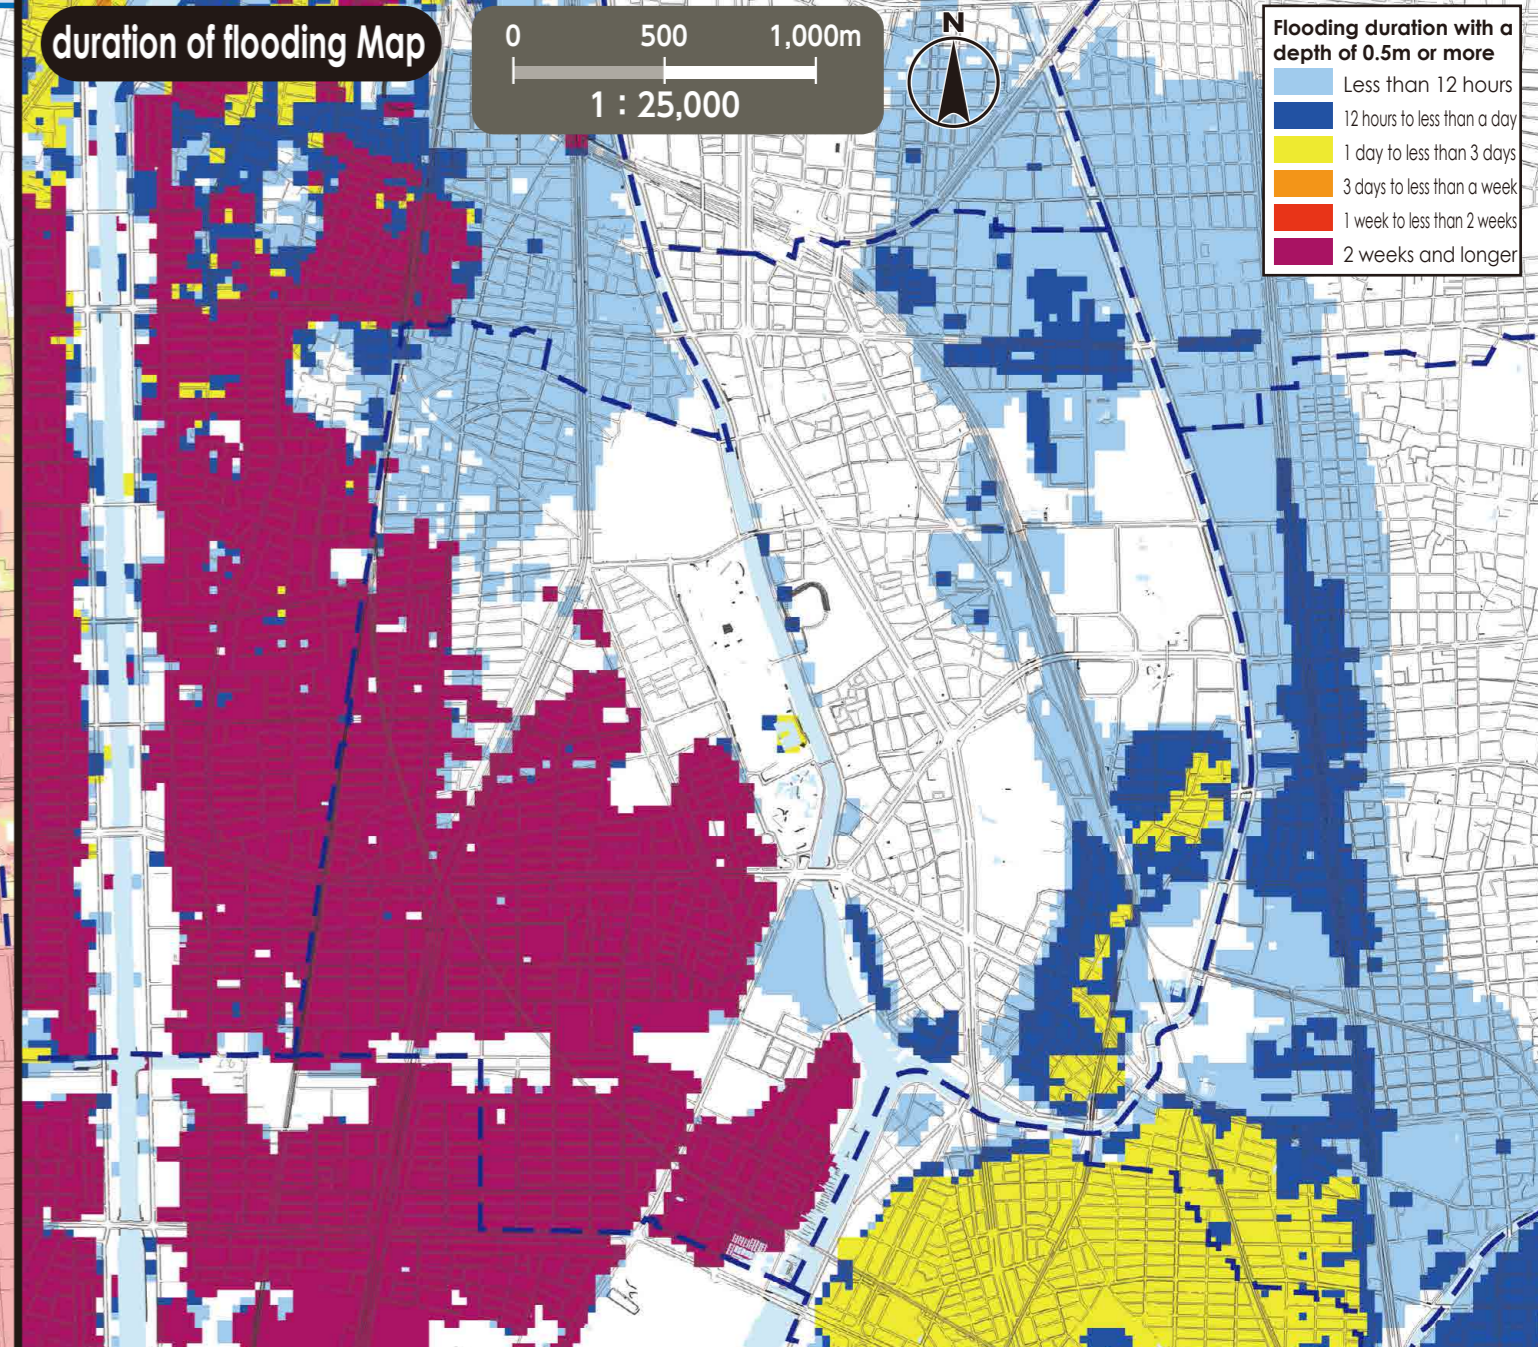 duration of flooding Map
0 500 1,000m
1 : 25,000
N
Flooding duration with a
depth of 0.5m or more
Less than 12 hours
12 hours to less than a day
1 day to less than 3 days
3 days to less than a week
1 week to less than 2 weeks
2 weeks and longer